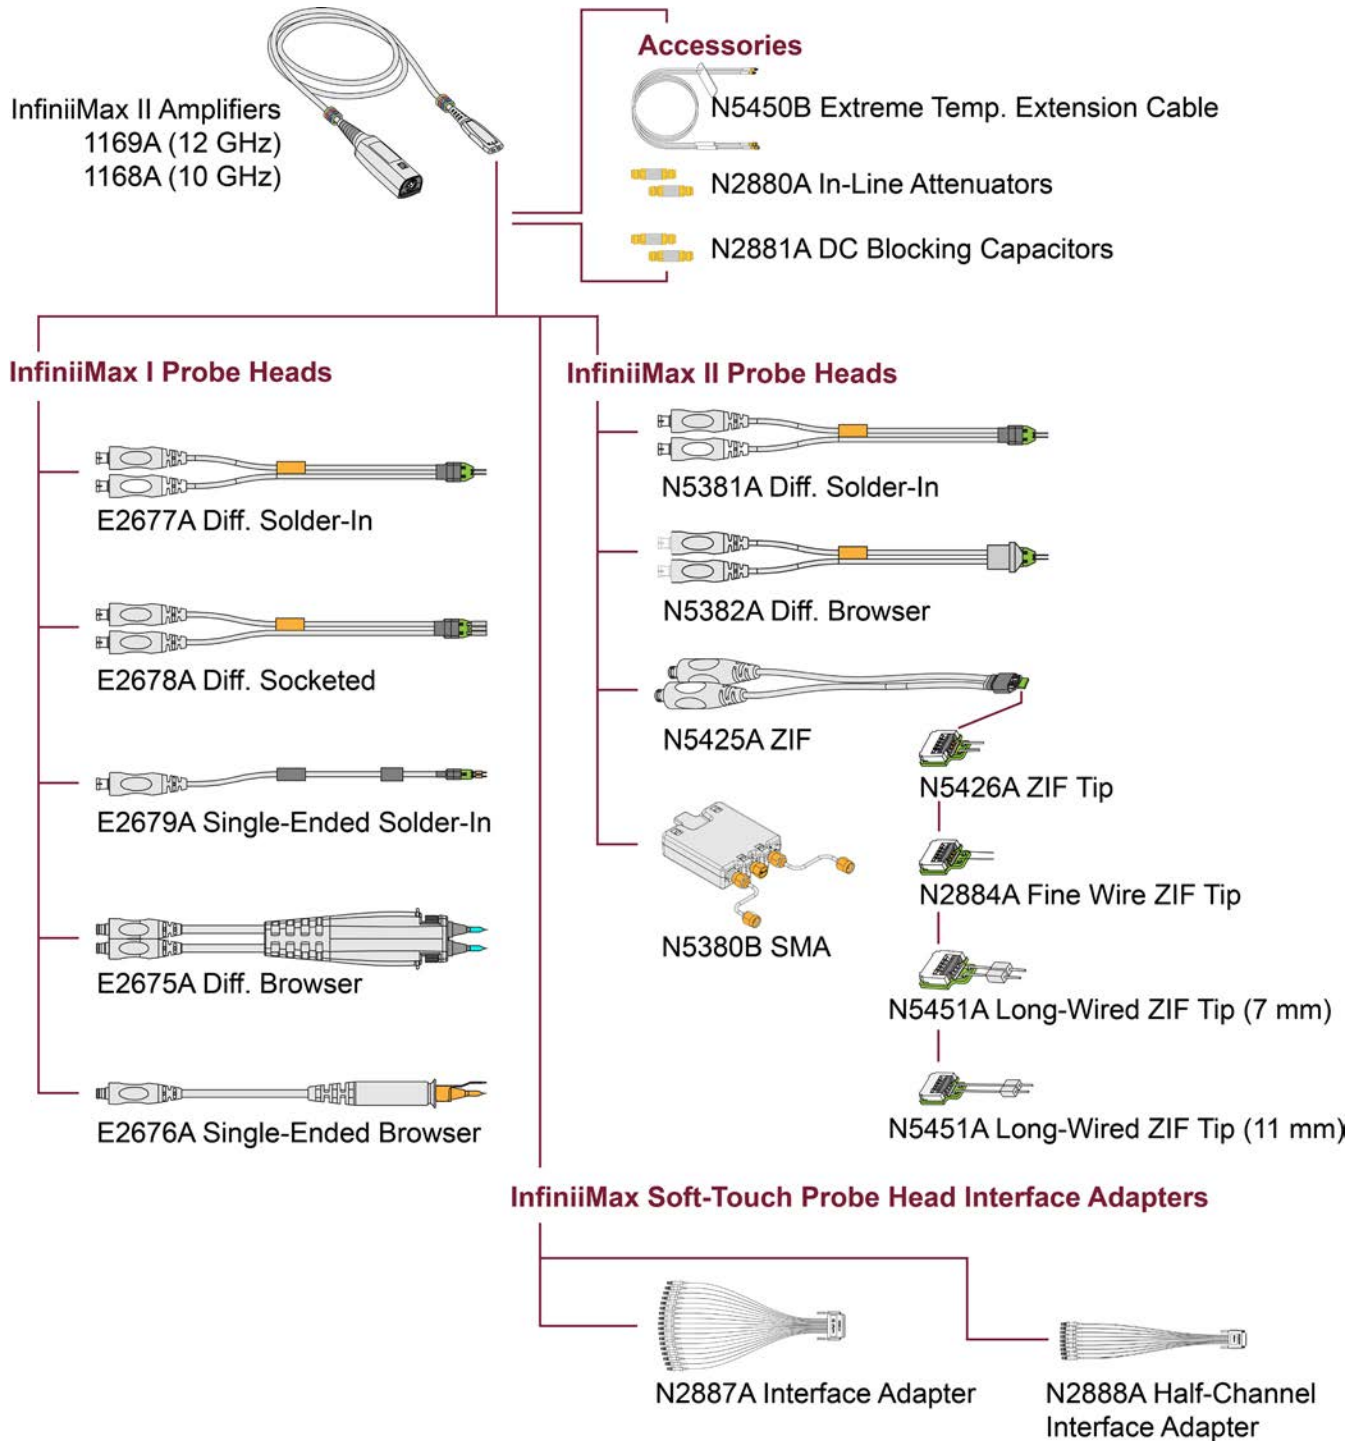 InfiniiMax II Amplifiers
1169A (12 GHz)
1168A (10 GHz)
Accessories
N5450B Extreme Temp. Extension Cable
N2880A In-Line Attenuators
N2881A DC Blocking Capacitors
InfiniiMax I Probe Heads
E2677A Diff. Solder-In
E2678A Diff. Socketed
E2679A Single-Ended Solder-In
E2675A Diff. Browser
E2676A Single-Ended Browser
InfiniiMax II Probe Heads
N5381A Diff. Solder-In
N5382A Diff. Browser
N5425A ZIF
N5426A ZIF Tip
N2884A Fine Wire ZIF Tip
N5380B SMA
N5451A Long-Wired ZIF Tip (7 mm)
N5451A Long-Wired ZIF Tip (11 mm)
InfiniiMax Soft-Touch Probe Head Interface Adapters
N2887A Interface Adapter
N2888A Half-Channel
Interface Adapter